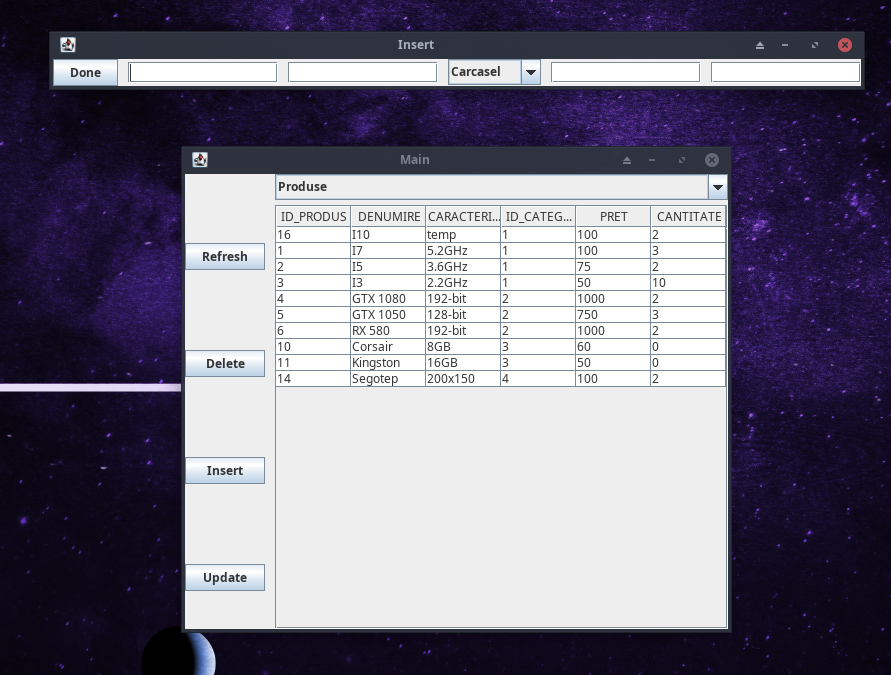 Insert
Done Carcasel
Main
Produse
ID_PRODUS DENUMIRE CARACTERI... ID_CATEG... PRET CANTITATE
16 I10 temp 1 100 2
1 I7 5.2GHz 1 100 3
2 I5 3.6GHz 1 75 2
3 I3 2.2GHz 1 50 10
4 GTX 1080 192-bit 2 1000 2
5 GTX 1050 128-bit 2 750 3
6 RX 580 192-bit 2 1000 2
10 Corsair 8GB 3 60 0
11 Kingston 16GB 3 50 0
14 Segotep 200x150 4 100 2
Refresh
Delete
Insert
Update